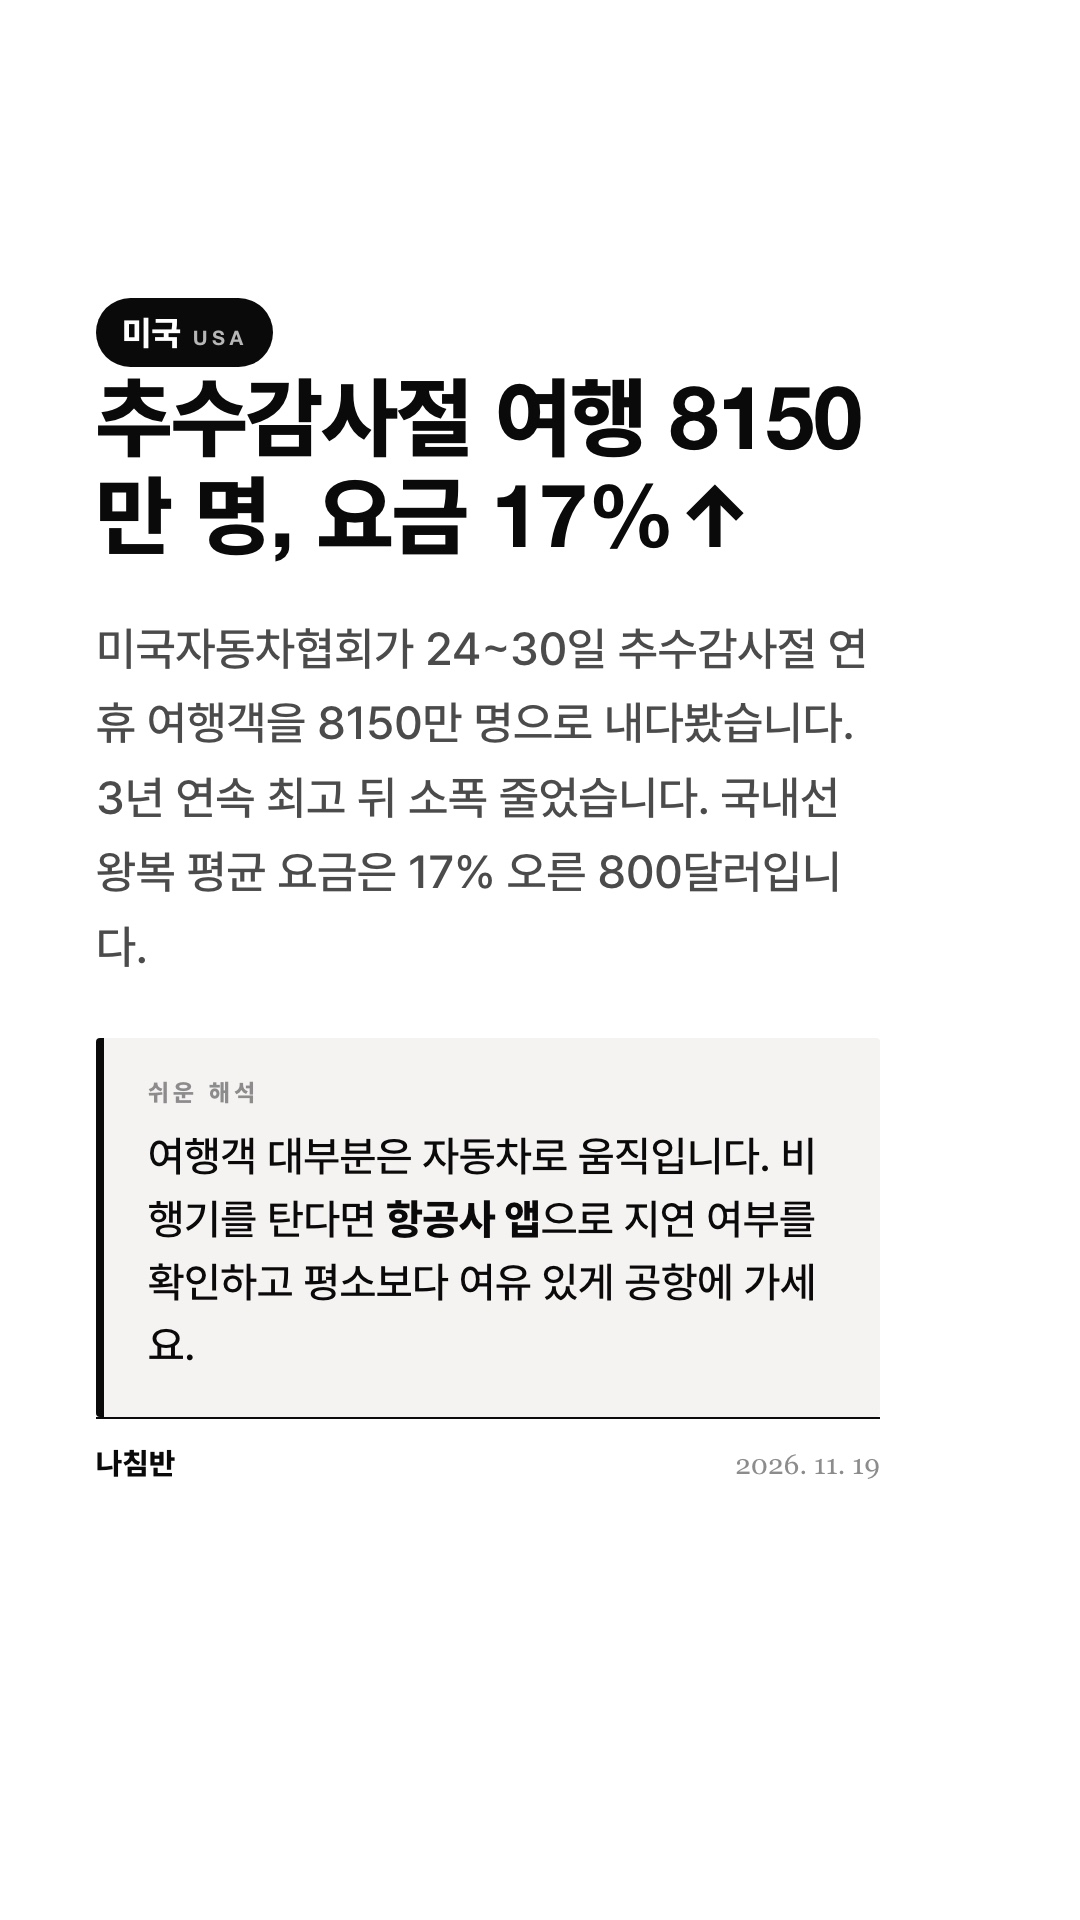 미국 USA
추수감사절 여행 8150
만 명, 요금 17%↑
미국자동차협회가 24~30일 추수감사절 연
휴 여행객을 8150만 명으로 내다봤습니다.
3년 연속 최고 뒤 소폭 줄었습니다. 국내선
왕복 평균 요금은 17% 오른 800달러입니
다.
쉬운 해석
여행객 대부분은 자동차로 움직입니다. 비
행기를 탄다면 항공사 앱으로 지연 여부를
확인하고 평소보다 여유 있게 공항에 가세
요.
나침반 2026. 11. 19